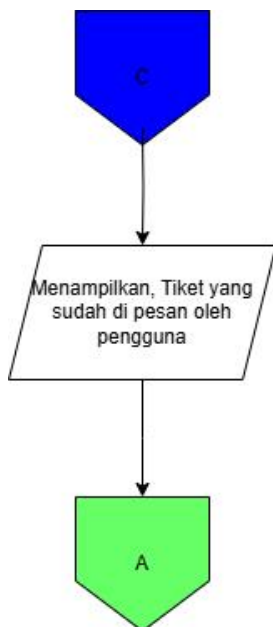 C
Menampilkan, Tiket yang
sudah di pesan oleh
pengguna
A